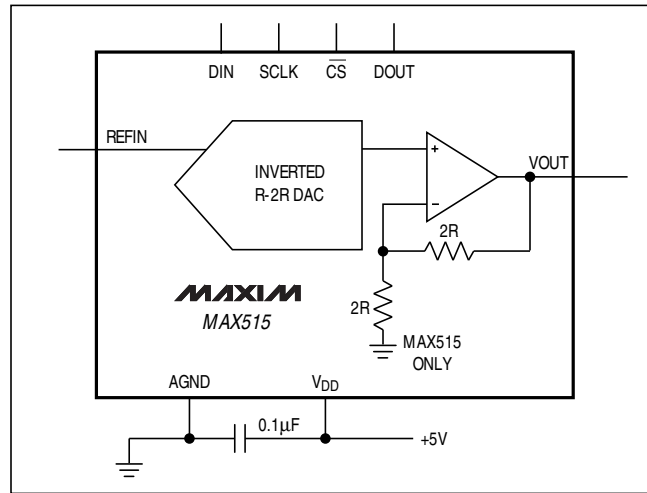 DIN SCLK C̅S̅ DOUT
REFIN
INVERTED
R-2R DAC
+
−
VOUT
2R
2R
MAXIM
MAX515
MAX515
ONLY
AGND VDD
0.1µF
+5V